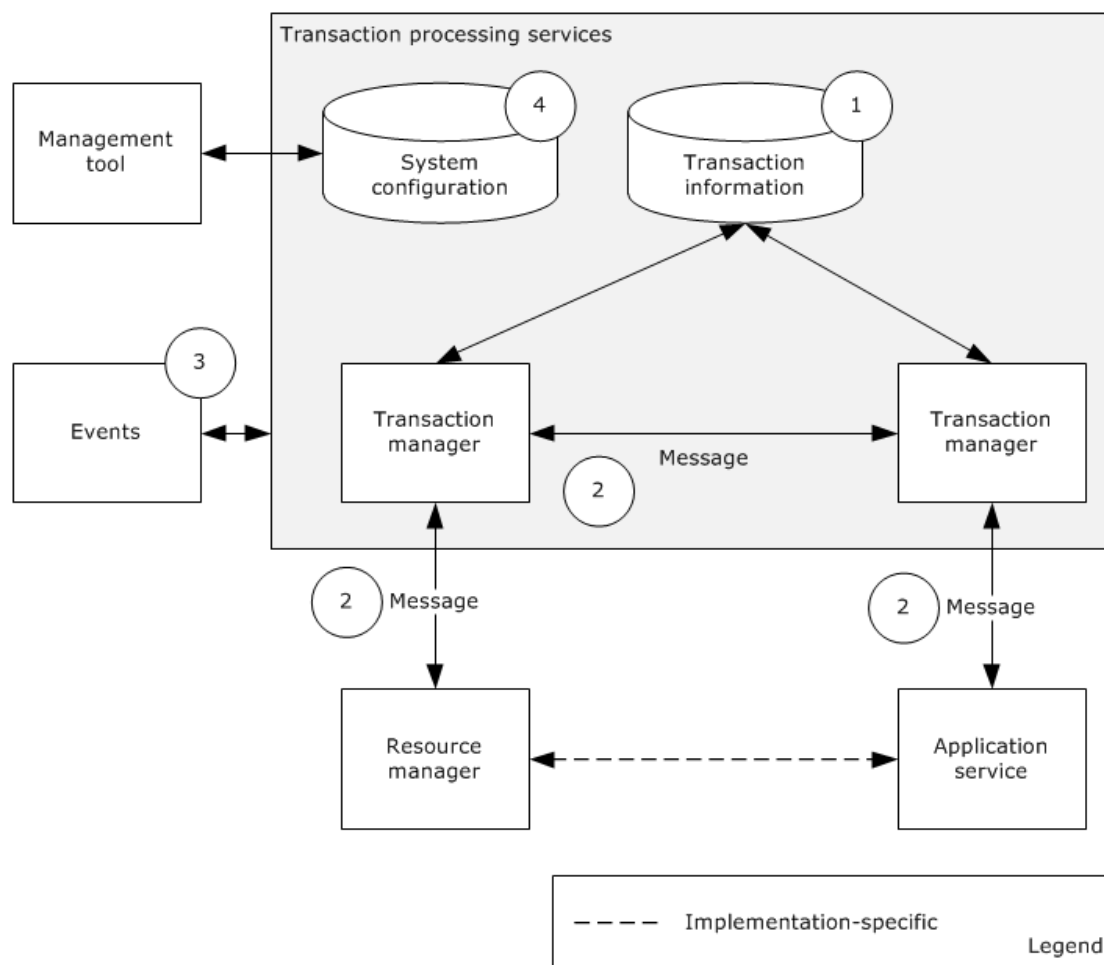 Transaction processing services
Management
tool
4
System
configuration
1
Transaction
information
3
Events
Transaction
manager
Message
2
Transaction
manager
2
Message
2
Message
Resource
manager
Application
service
Implementation-specific
Legend